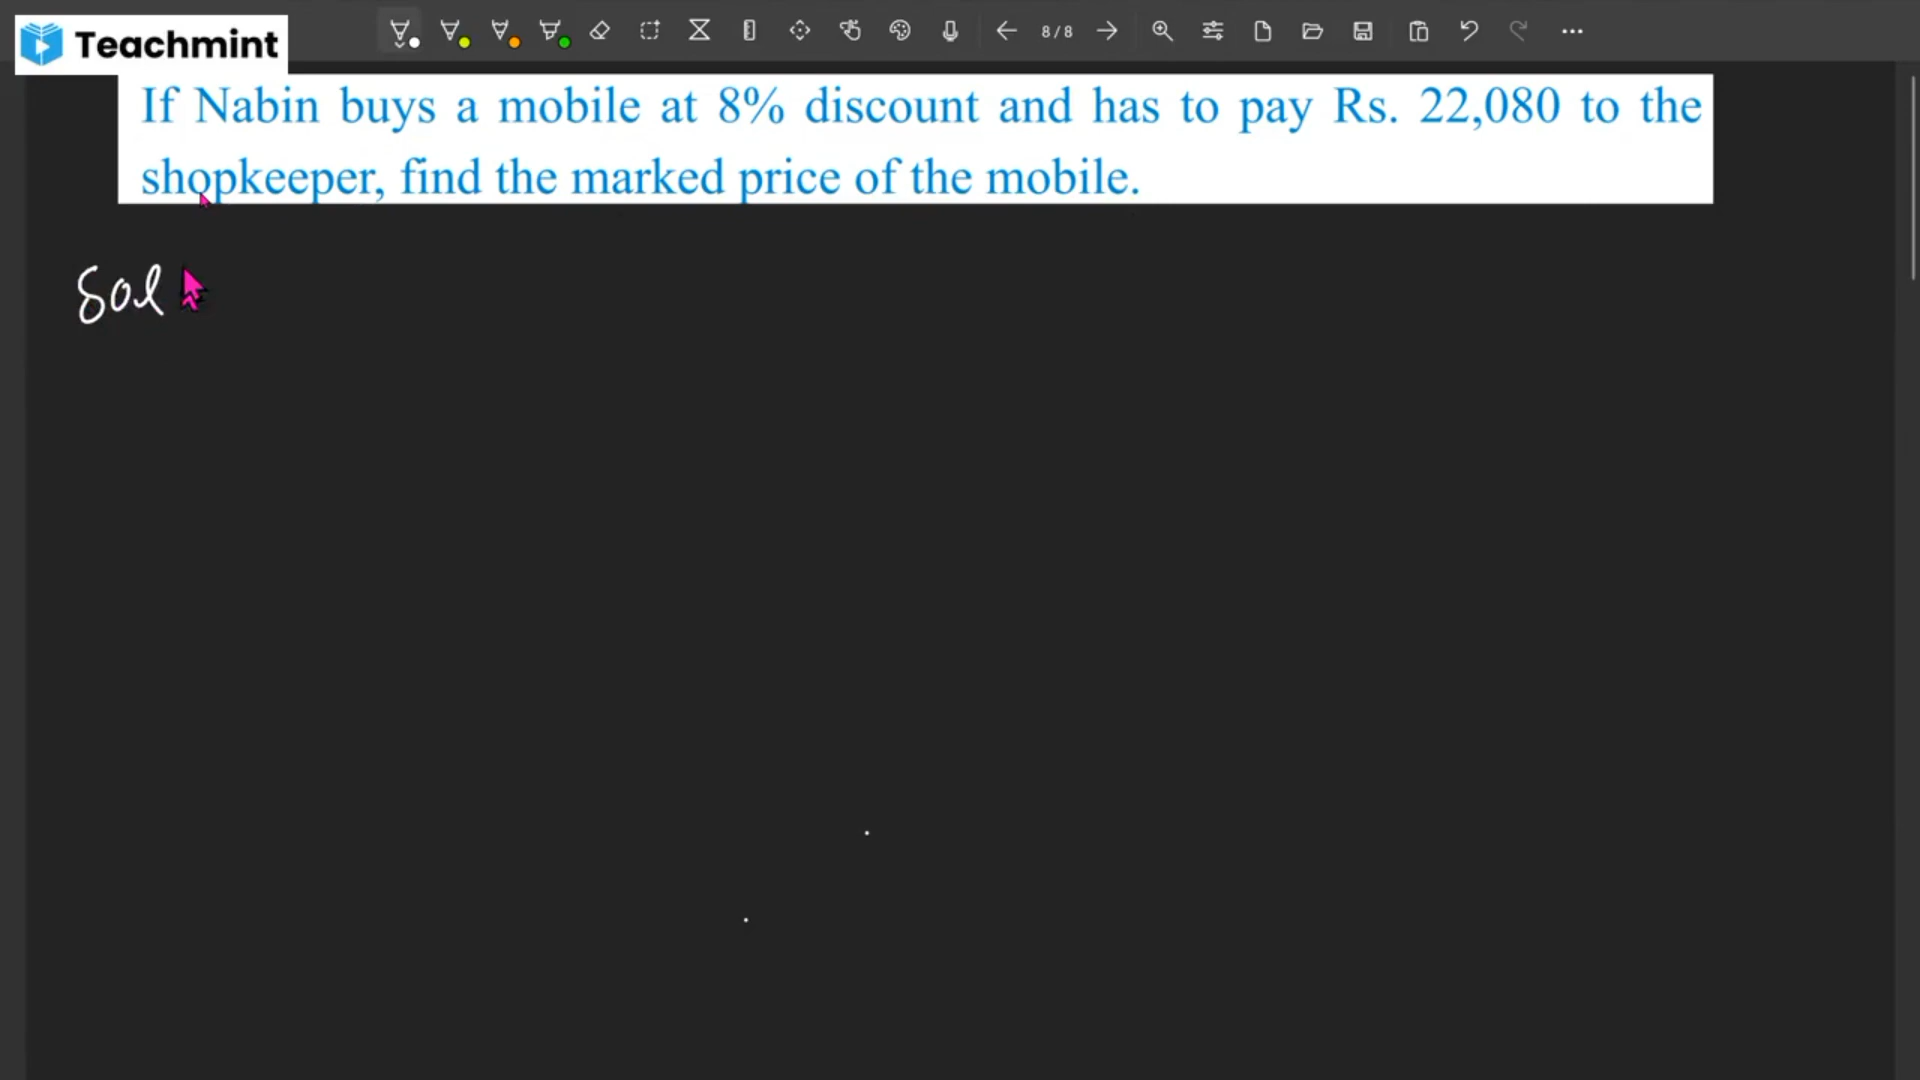 Teachmint
8/8
If Nabin buys a mobile at 8% discount and has to pay Rs. 22,080 to the
shopkeeper, find the marked price of the mobile.
Sol